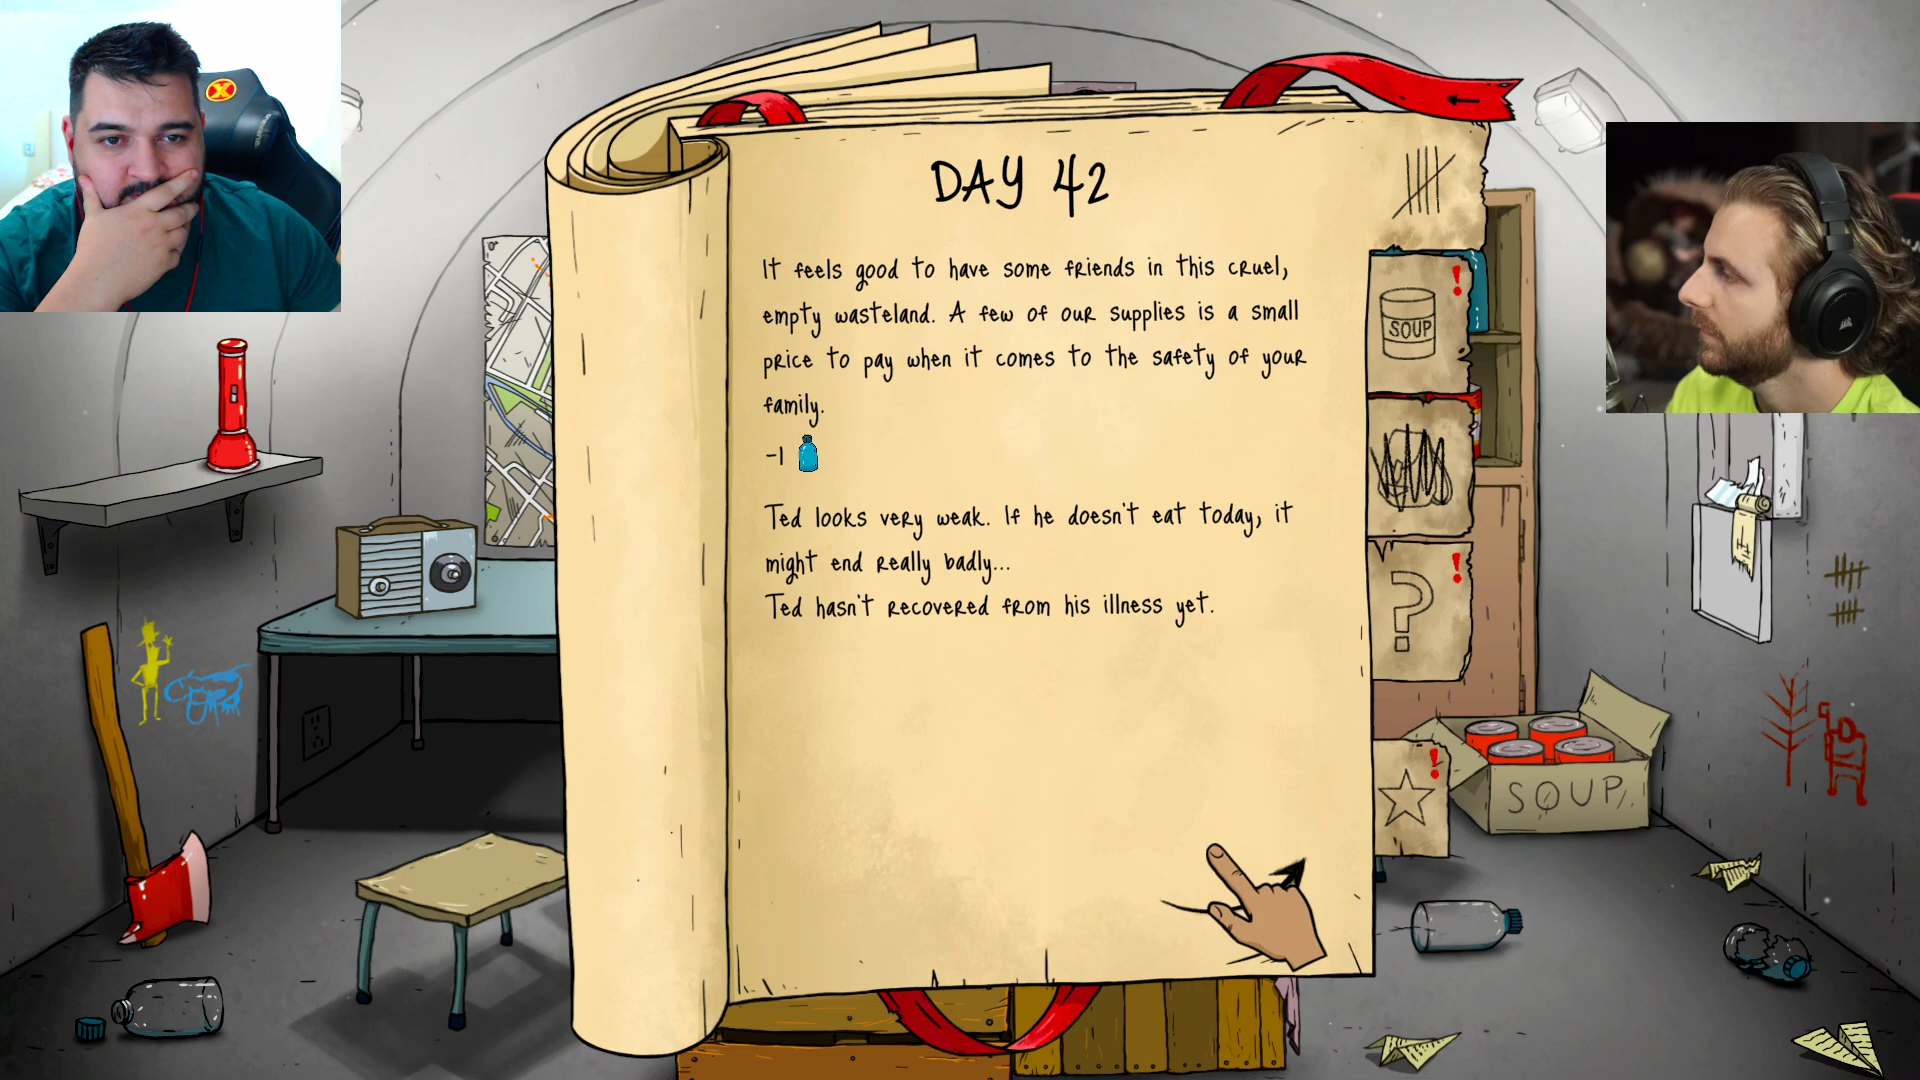 DAY 42
It feels good to have some friends in this cruel,
empty wasteland. A few of our supplies is a small
price to pay when it comes to the safety of your
family.
-1
Ted looks very weak. If he doesn't eat today, it
might end really badly...
Ted hasn't recovered from his illness yet.
!
SOUP
!
?
!
SOUP